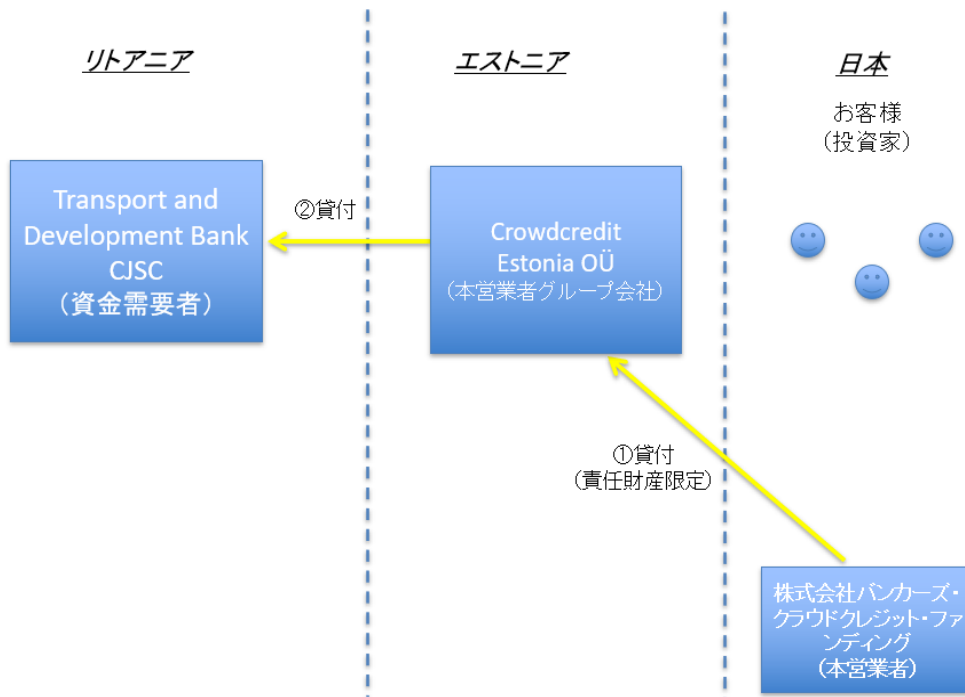 リトアニア
エストニア
日本
お客様
(投資家)
Transport and
Development Bank
CJSC
(資金需要者)
②貸付
Crowdcredit
Estonia OÜ
(本営業者グループ会社)
①貸付
(責任財産限定)
株式会社バンカーズ・
クラウドクレジット・ファ
ンディング
(本営業者)